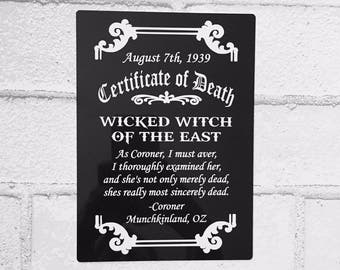 August 7th, 1939
Certificate of Death
WICKED WITCH
OF THE EAST
As Coroner, I must aver,
I thoroughly examined her,
and she's not only merely dead,
shes really most sincerely dead.
-Coroner
Munchkinland, OZ